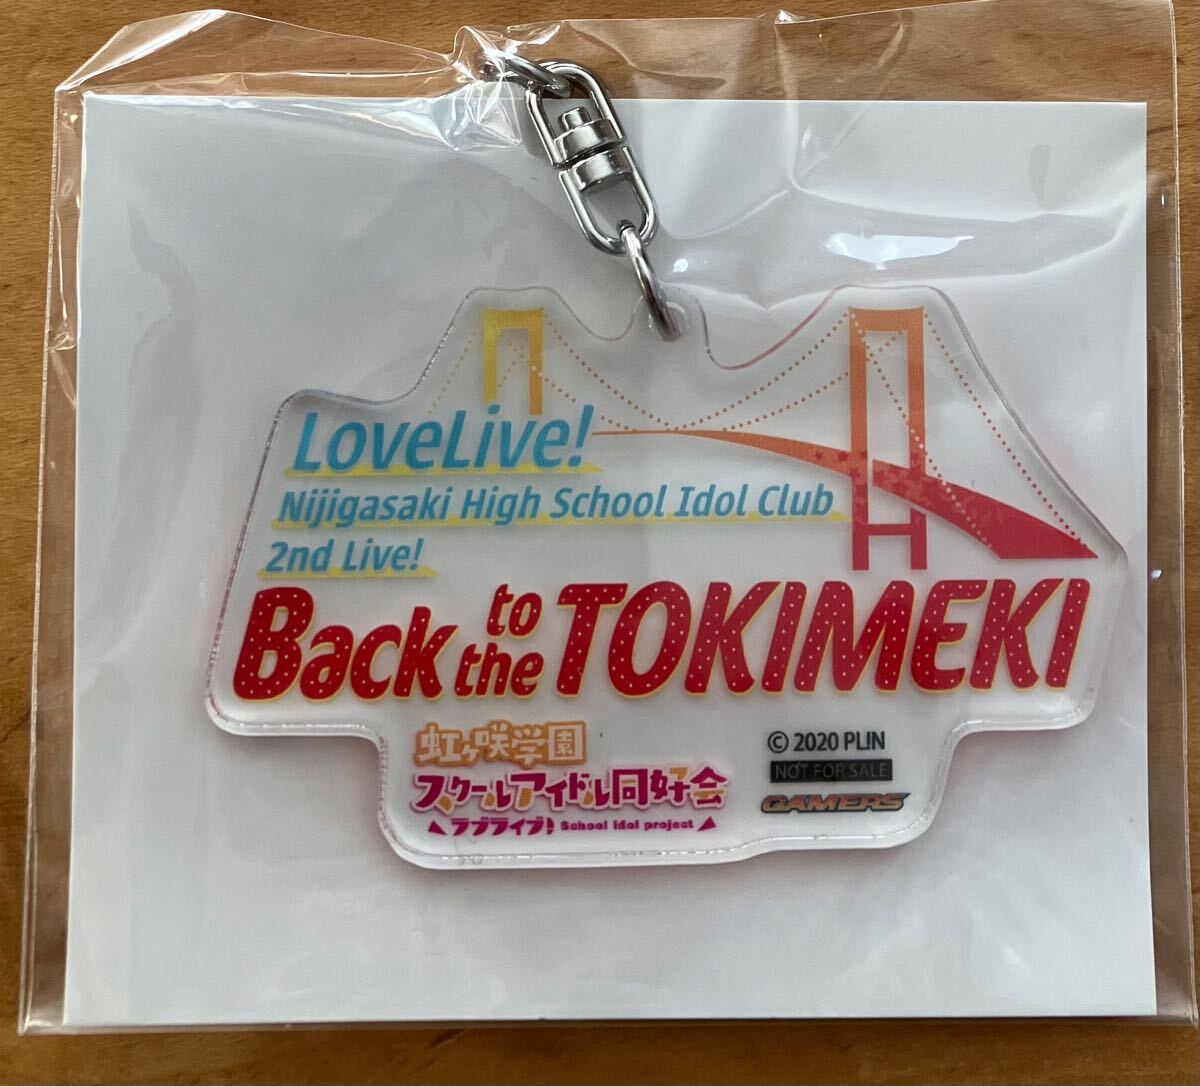 LoveLive!
Nijigasaki High School Idol Club
2nd Live!
Back to the TOKIMEKI
虹ヶ咲学園
スクールアイドル同好会
ラブライブ! School idol project
© 2020 PLIN
NOT FOR SALE
GAMERS